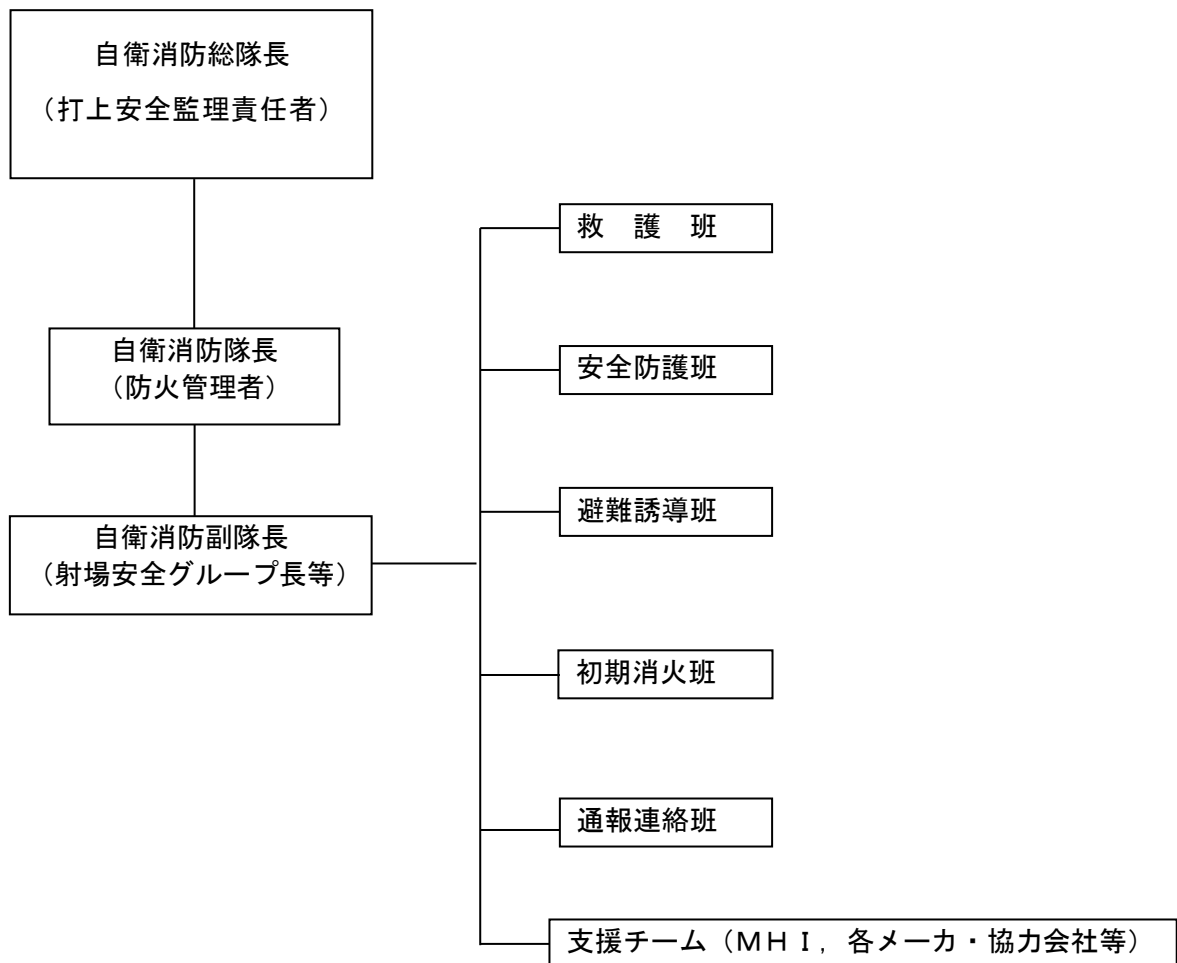 自衛消防総隊長
（打上安全監理責任者）
自衛消防隊長
（防火管理者）
自衛消防副隊長
（射場安全グループ長等）
救　護　班
安全防護班
避難誘導班
初期消火班
通報連絡班
支援チーム（ＭＨＩ，各メーカ・協力会社等）